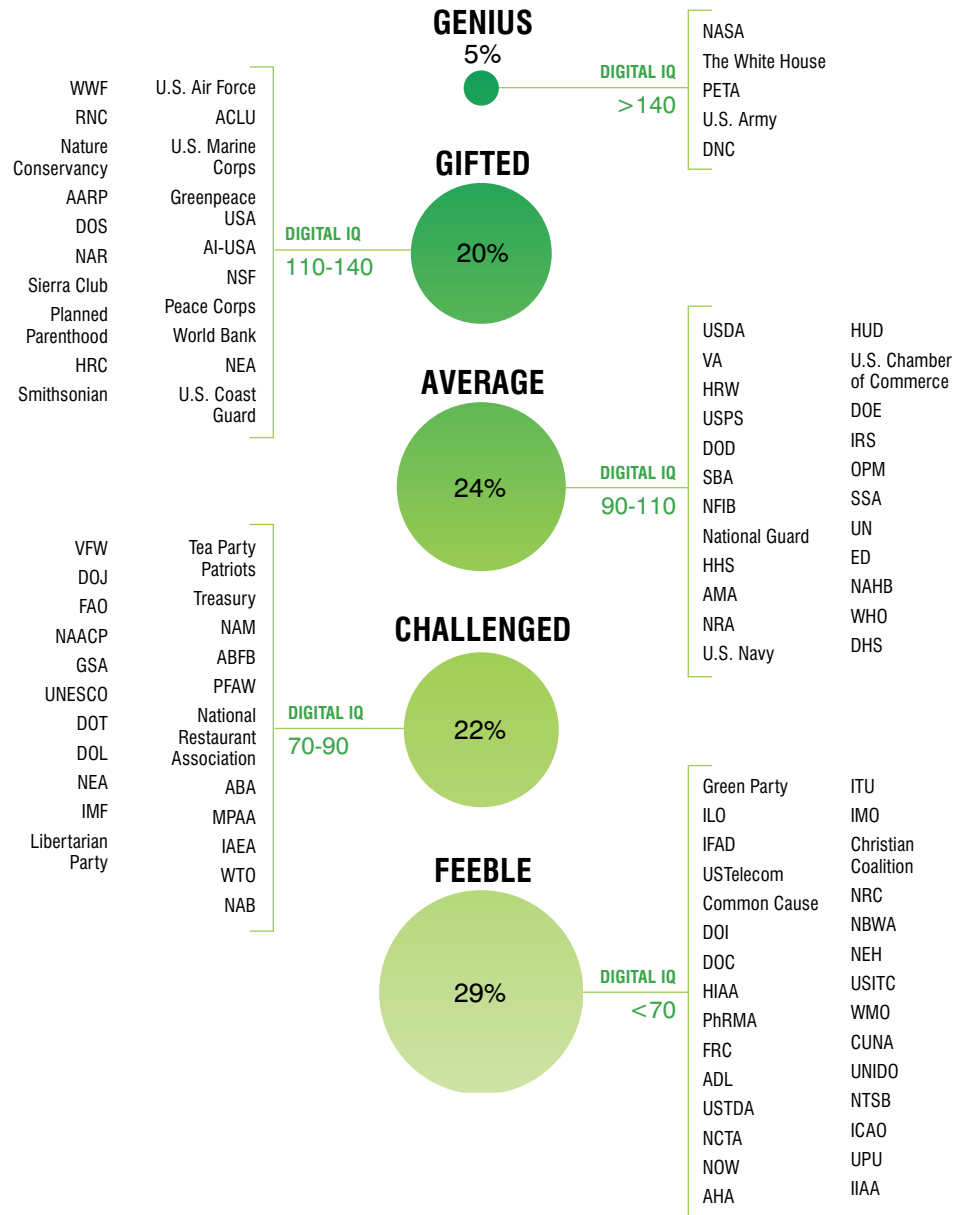 GENIUS
5%
DIGITAL IQ
>140
NASA
The White House
PETA
U.S. Army
DNC
WWF
RNC
Nature
Conservancy
AARP
DOS
NAR
Sierra Club
Planned
Parenthood
HRC
Smithsonian
U.S. Air Force
ACLU
U.S. Marine
Corps
Greenpeace
USA
AI-USA
NSF
Peace Corps
World Bank
NEA
U.S. Coast
Guard
DIGITAL IQ
110-140
GIFTED
20%
AVERAGE
24%
DIGITAL IQ
90-110
USDA
VA
HRW
USPS
DOD
SBA
NFIB
National Guard
HHS
AMA
NRA
U.S. Navy
HUD
U.S. Chamber
of Commerce
DOE
IRS
OPM
SSA
UN
ED
NAHB
WHO
DHS
VFW
DOJ
FAO
NAACP
GSA
UNESCO
DOT
DOL
NEA
IMF
Libertarian
Party
Tea Party
Patriots
Treasury
NAM
ABFB
PFAW
National
Restaurant
Association
ABA
MPAA
IAEA
WTO
NAB
DIGITAL IQ
70-90
CHALLENGED
22%
FEEBLE
29%
DIGITAL IQ
<70
Green Party
ILO
IFAD
USTelecom
Common Cause
DOI
DOC
HIAA
PhRMA
FRC
ADL
USTDA
NCTA
NOW
AHA
ITU
IMO
Christian
Coalition
NRC
NBWA
NEH
USITC
WMO
CUNA
UNIDO
NTSB
ICAO
UPU
IIAA